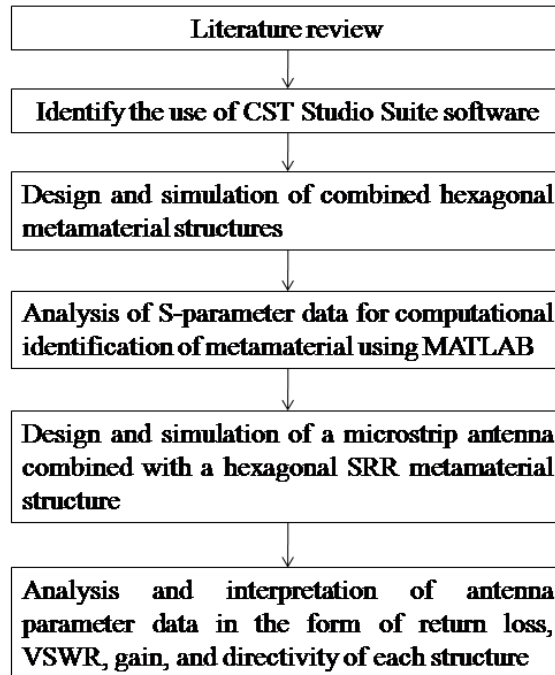 Literature review
Identify the use of CST Studio Suite software
Design and simulation of combined hexagonal
metamaterial structures
Analysis of S-parameter data for computational
identification of metamaterial using MATLAB
Design and simulation of a microstrip antenna
combined with a hexagonal SRR metamaterial
structure
Analysis and interpretation of antenna
parameter data in the form of return loss,
VSWR, gain, and directivity of each structure